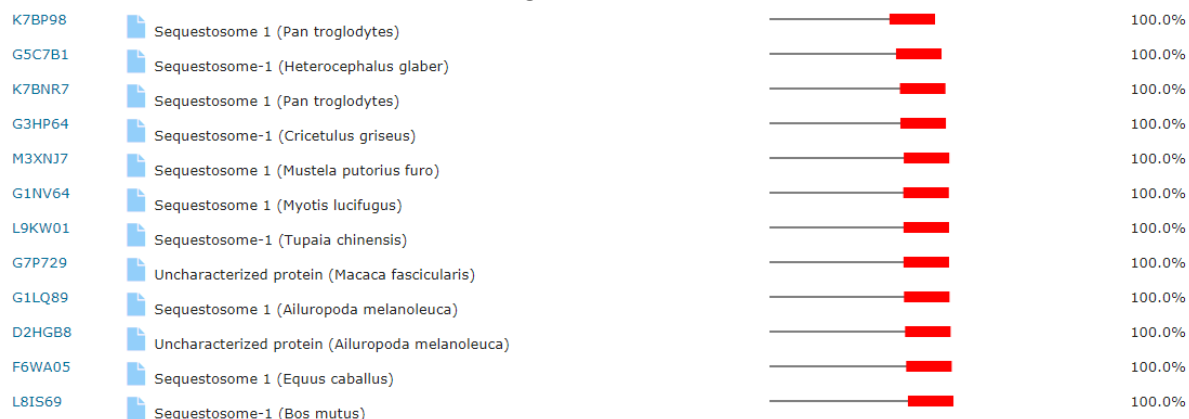 K7BP98 Sequestosome 1 (Pan troglodytes) 100.0%
G5C7B1 Sequestosome-1 (Heterocephalus glaber) 100.0%
K7BNR7 Sequestosome 1 (Pan troglodytes) 100.0%
G3HP64 Sequestosome-1 (Cricetulus griseus) 100.0%
M3XNJ7 Sequestosome 1 (Mustela putorius furo) 100.0%
G1NV64 Sequestosome 1 (Myotis lucifugus) 100.0%
L9KW01 Sequestosome-1 (Tupaia chinensis) 100.0%
G7P729 Uncharacterized protein (Macaca fascicularis) 100.0%
G1LQ89 Sequestosome 1 (Ailuropoda melanoleuca) 100.0%
D2HGB8 Uncharacterized protein (Ailuropoda melanoleuca) 100.0%
F6WA05 Sequestosome 1 (Equus caballus) 100.0%
L8IS69 Sequestosome-1 (Bos mutus) 100.0%